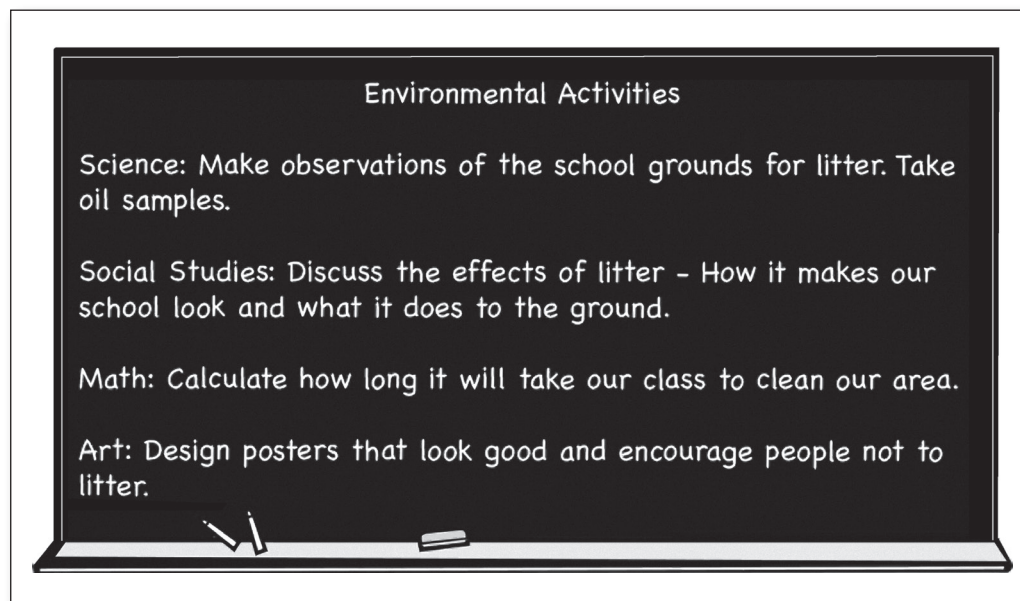 Environmental Activities
Science: Make observations of the school grounds for litter. Take
oil samples.
Social Studies: Discuss the effects of litter – How it makes our
school look and what it does to the ground.
Math: Calculate how long it will take our class to clean our area.
Art: Design posters that look good and encourage people not to
litter.